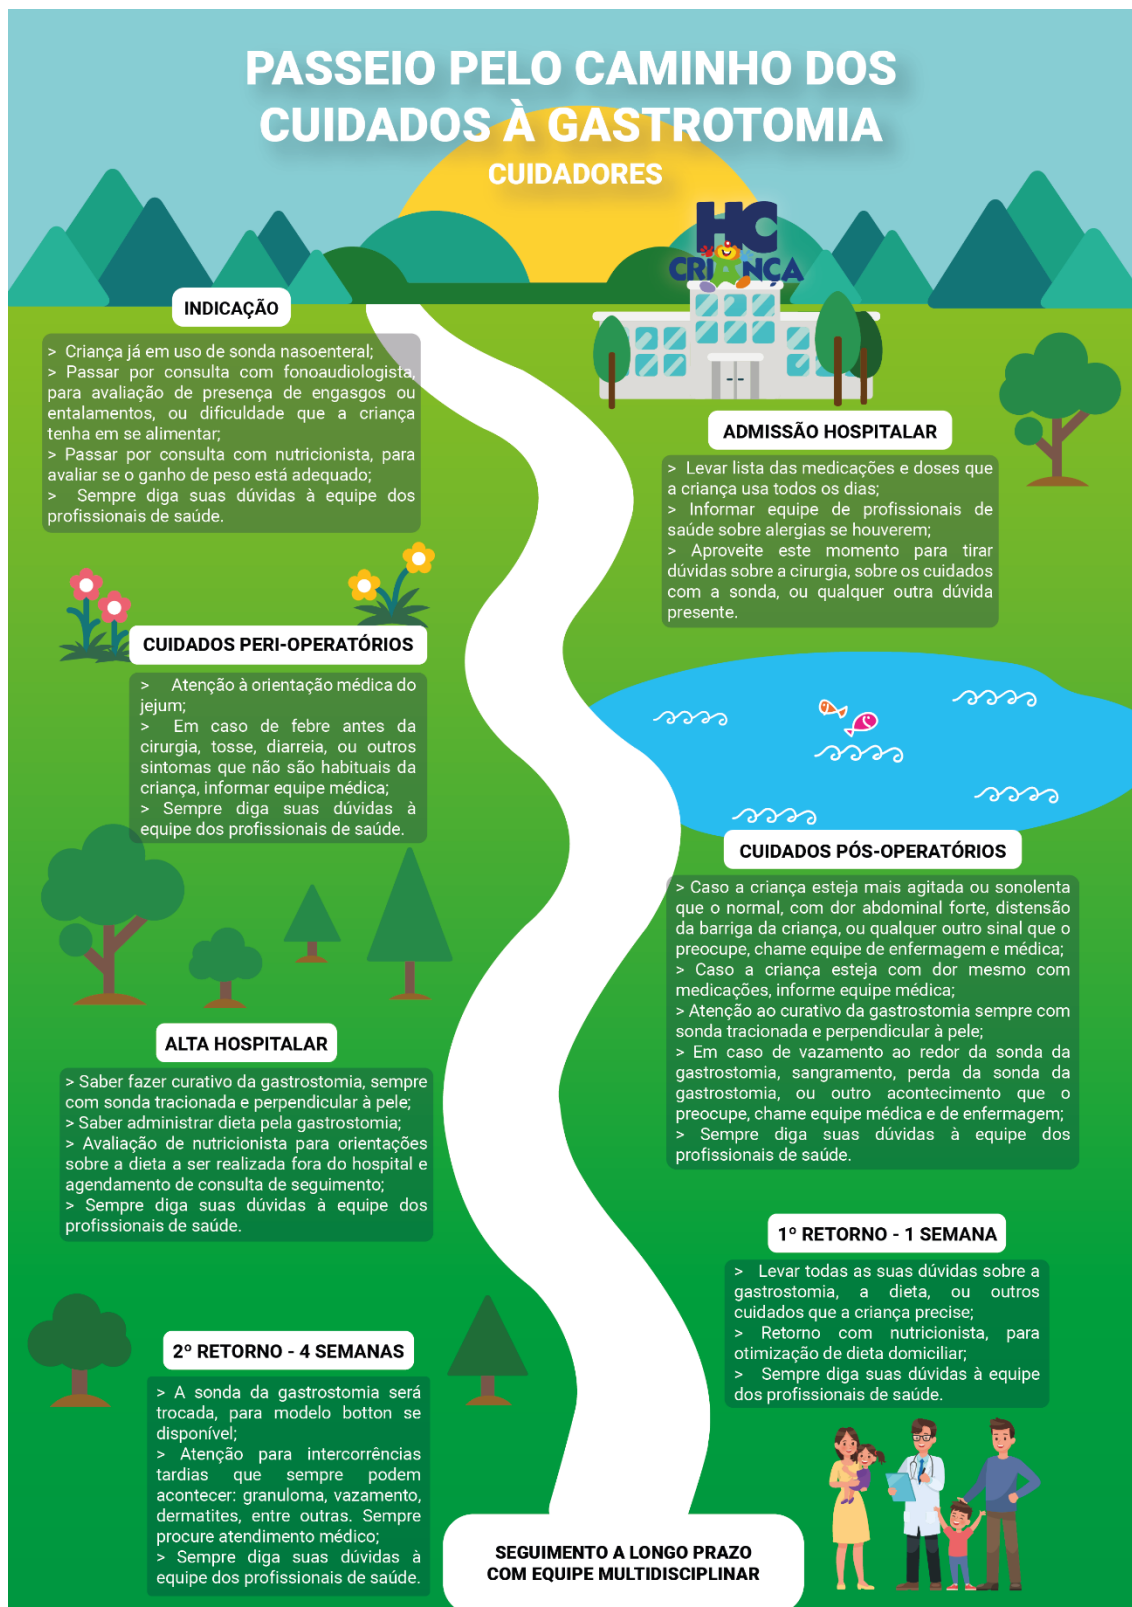 PASSEIO PELO CAMINHO DOS
CUIDADOS À GASTROTOMIA
CUIDADORES
HC
CRIANÇA
INDICAÇÃO
> Criança já em uso de sonda nasoenteral;
> Passar por consulta com fonoaudiologista,
para avaliação de presença de engasgos ou
entalamentos, ou dificuldade que a criança
tenha em se alimentar;
> Passar por consulta com nutricionista, para
avaliar se o ganho de peso está adequado;
> Sempre diga suas dúvidas à equipe dos
profissionais de saúde.
ADMISSÃO HOSPITALAR
> Levar lista das medicações e doses que
a criança usa todos os dias;
> Informar equipe de profissionais de
saúde sobre alergias se houverem;
> Aproveite este momento para tirar
dúvidas sobre a cirurgia, sobre os cuidados
com a sonda, ou qualquer outra dúvida
presente.
CUIDADOS PERI-OPERATÓRIOS
> Atenção à orientação médica do
jejum;
> Em caso de febre antes da
cirurgia, tosse, diarreia, ou outros
sintomas que não são habituais da
criança, informar equipe médica;
> Sempre diga suas dúvidas à
equipe dos profissionais de saúde.
CUIDADOS PÓS-OPERATÓRIOS
> Caso a criança esteja mais agitada ou sonolenta
que o normal, com dor abdominal forte, distensão
da barriga da criança, ou qualquer outro sinal que o
preocupe, chame equipe de enfermagem e médica;
> Caso a criança esteja com dor mesmo com
medicações, informe equipe médica;
> Atenção ao curativo da gastrostomia sempre com
sonda tracionada e perpendicular à pele;
> Em caso de vazamento ao redor da sonda da
gastrostomia, sangramento, perda da sonda da
gastrostomia, ou outro acontecimento que o
preocupe, chame equipe médica e de enfermagem;
> Sempre diga suas dúvidas à equipe dos
profissionais de saúde.
ALTA HOSPITALAR
> Saber fazer curativo da gastrostomia, sempre
com sonda tracionada e perpendicular à pele;
> Saber administrar dieta pela gastrostomia;
> Avaliação de nutricionista para orientações
sobre a dieta a ser realizada fora do hospital e
agendamento de consulta de seguimento;
> Sempre diga suas dúvidas à equipe dos
profissionais de saúde.
1º RETORNO - 1 SEMANA
> Levar todas as suas dúvidas sobre a
gastrostomia, a dieta, ou outros
cuidados que a criança precise;
> Retorno com nutricionista, para
otimização de dieta domiciliar;
> Sempre diga suas dúvidas à equipe
dos profissionais de saúde.
2º RETORNO - 4 SEMANAS
> A sonda da gastrostomia será
trocada, para modelo botton se
disponível;
> Atenção para intercorrências
tardias que sempre podem
acontecer: granuloma, vazamento,
dermatites, entre outras. Sempre
procure atendimento médico;
> Sempre diga suas dúvidas à
equipe dos profissionais de saúde.
SEGUIMENTO A LONGO PRAZO
COM EQUIPE MULTIDISCIPLINAR